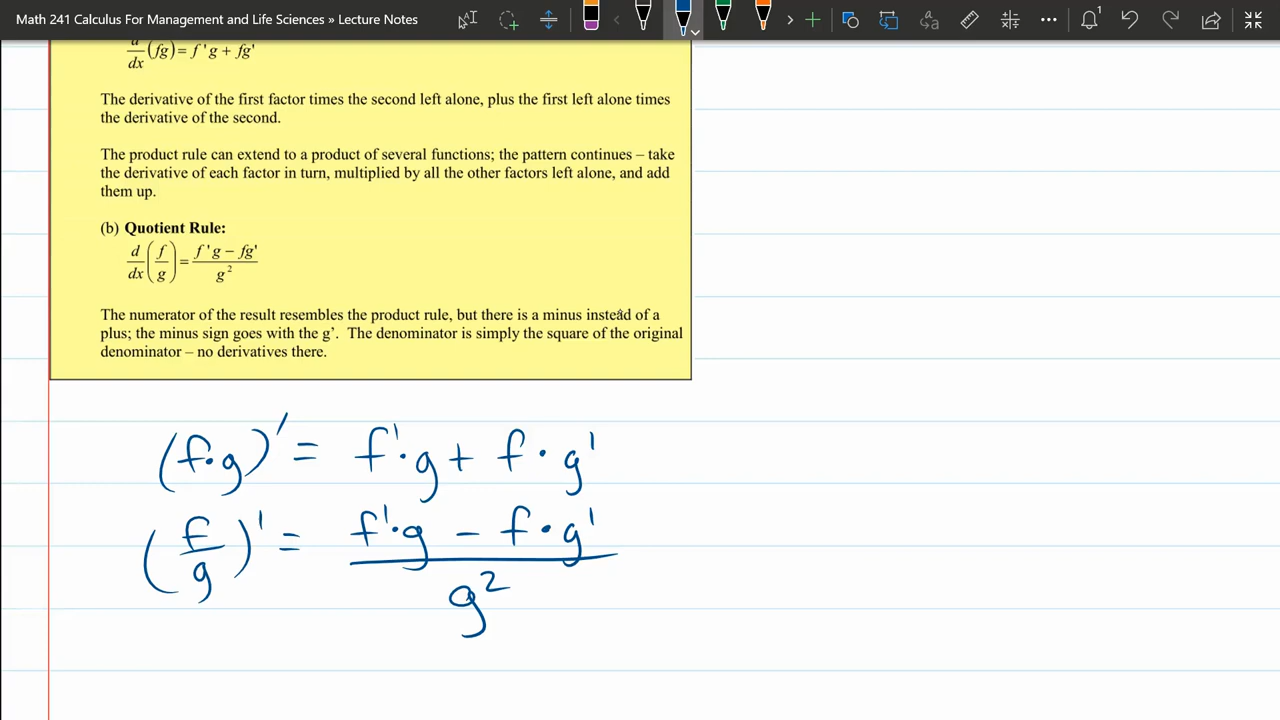 Math 241 Calculus For Management and Life Sciences » Lecture Notes
d/dx (fg) = f'g + fg'
The derivative of the first factor times the second left alone, plus the first left alone times
the derivative of the second.
The product rule can extend to a product of several functions; the pattern continues – take
the derivative of each factor in turn, multiplied by all the other factors left alone, and add
them up.
(b) Quotient Rule:
d/dx (f/g) = (f'g – fg')/g²
The numerator of the result resembles the product rule, but there is a minus instead of a
plus; the minus sign goes with the g’. The denominator is simply the square of the original
denominator – no derivatives there.
(f·g)' = f'·g + f·g'
(f/g)' = (f'·g – f·g')/g²